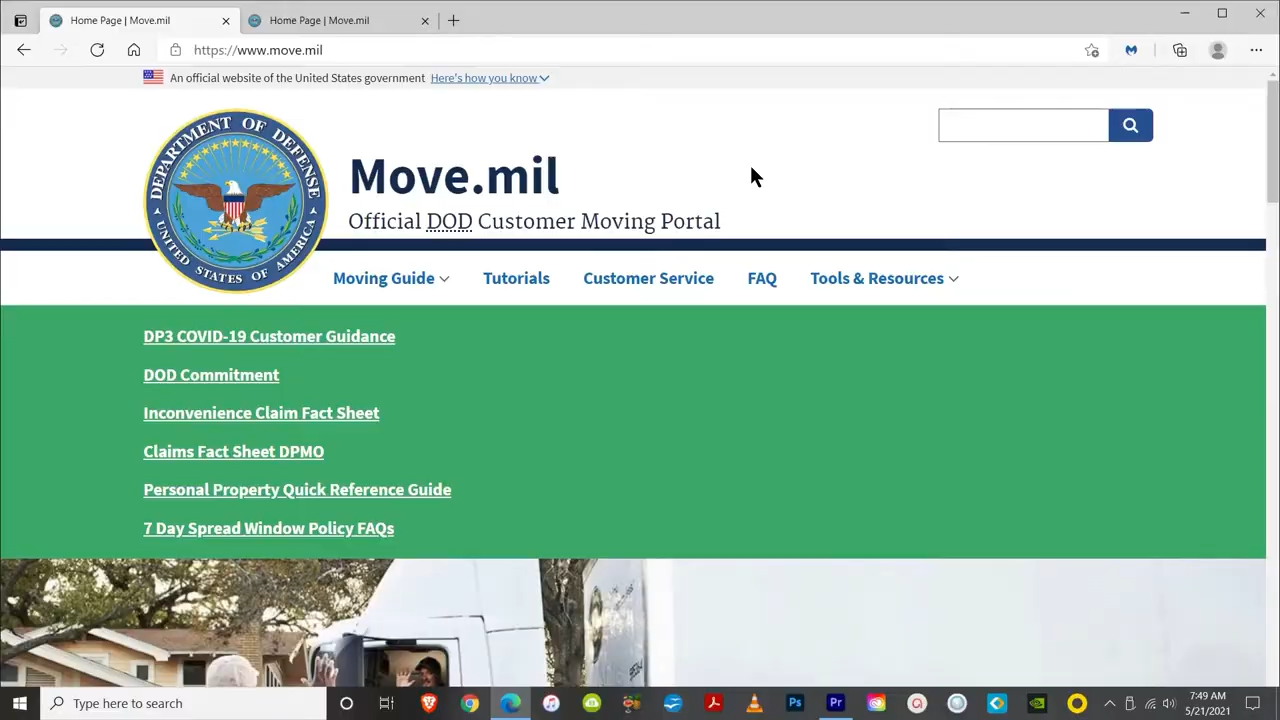 Home Page | Move.mil
Home Page | Move.mil
https://www.move.mil
An official website of the United States government Here's how you know
DEPARTMENT OF DEFENSE
UNITED STATES OF AMERICA
Move.mil
Official DOD Customer Moving Portal
Moving Guide Tutorials Customer Service FAQ Tools & Resources
DP3 COVID-19 Customer Guidance
DOD Commitment
Inconvenience Claim Fact Sheet
Claims Fact Sheet DPMO
Personal Property Quick Reference Guide
7 Day Spread Window Policy FAQs
Type here to search
Ps
Pr
7:49 AM
5/21/2021